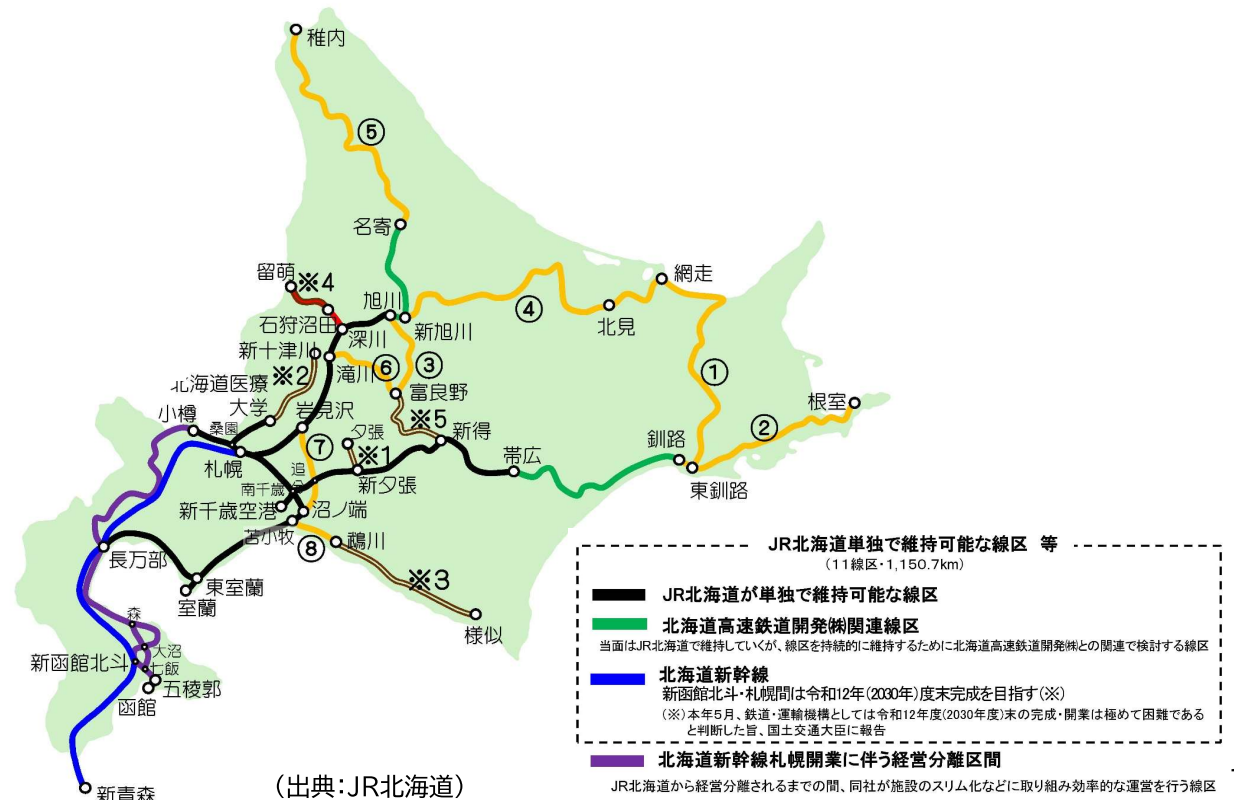 稚内
⑤
名寄
留萌
※4
石狩沼田
深川
旭川
新旭川
④
北見
網走
①
新十津川
※2
北海道医療
大学
滝川
⑥
③
富良野
※5
新得
根室
②
釧路
東釧路
帯広
小樽
桑園
札幌
岩見沢
⑦
夕張
※1
新夕張
追
分
南千歳
新千歳空港
沼ノ端
苫小牧
⑧
鵡川
※3
様似
長万部
東室蘭
室蘭
森
大沼
七飯
新函館北斗
五稜郭
函館
新青森
(出典:JR北海道)
JR北海道単独で維持可能な線区 等
(11線区・1,150.7km)
JR北海道が単独で維持可能な線区
北海道高速鉄道開発㈱関連線区
当面はJR北海道で維持していくが、線区を持続的に維持するために北海道高速鉄道開発㈱との関連で検討する線区
北海道新幹線
新函館北斗・札幌間は令和12年(2030年)度末完成を目指す(※)
(※)本年5月、鉄道・運輸機構としては令和12年度(2030年度)末の完成・開業は極めて困難である
と判断した旨、国土交通大臣に報告
北海道新幹線札幌開業に伴う経営分離区間
JR北海道から経営分離されるまでの間、同社が施設のスリム化などに取り組み効率的な運営を行う線区